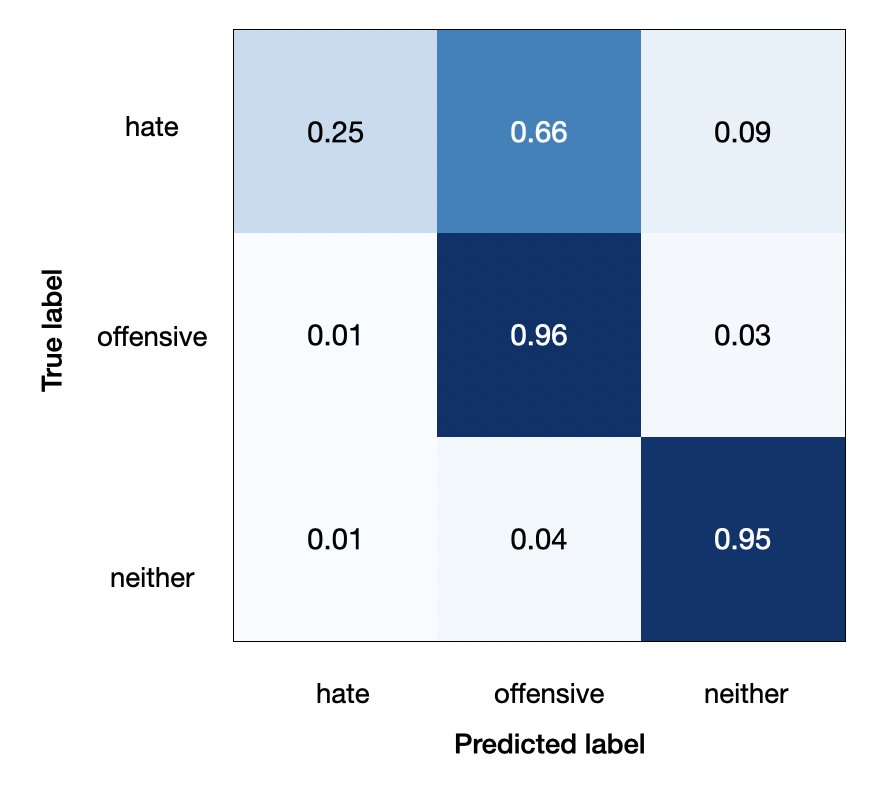 hate 0.25 0.66 0.09
True label
offensive 0.01 0.96 0.03
neither 0.01 0.04 0.95
hate offensive neither
Predicted label